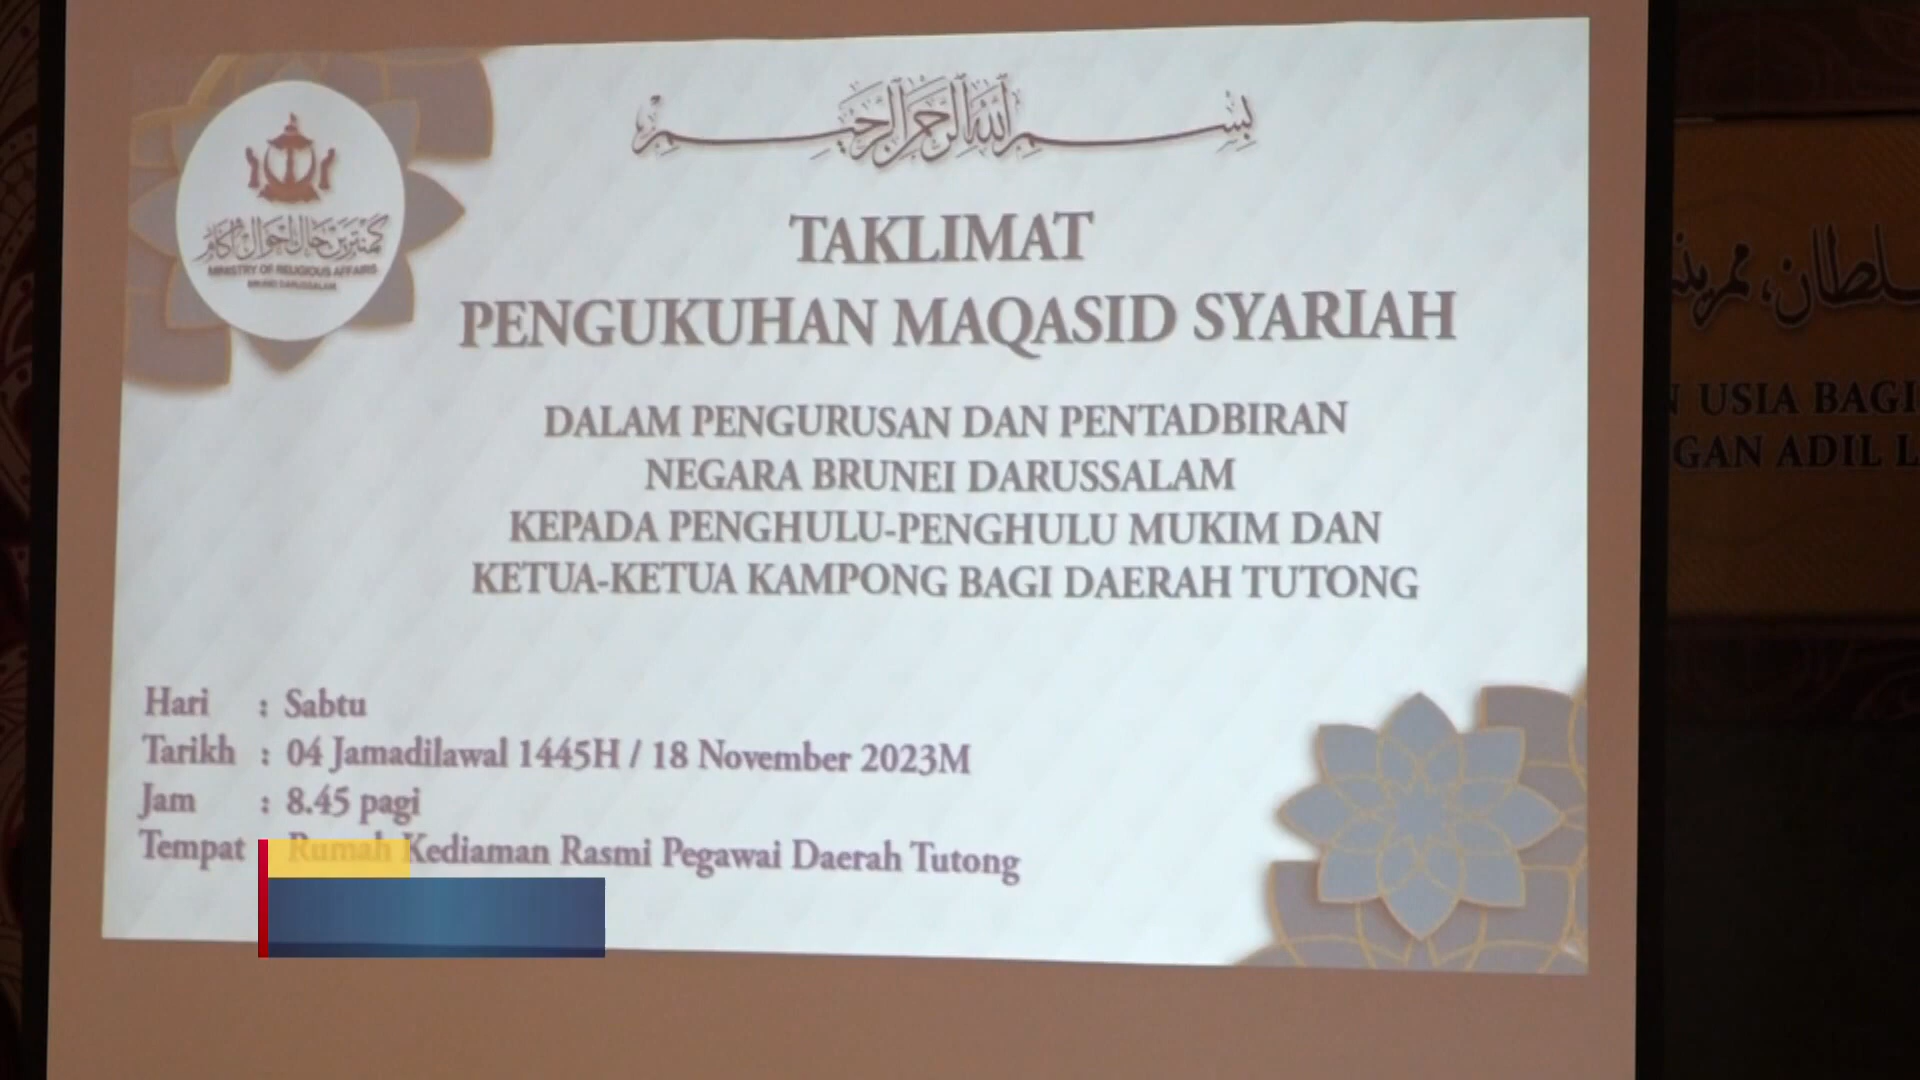 بسم الله الرحمن الرحيم
MINISTRY OF RELIGIOUS AFFAIRS
BRUNEI DARUSSALAM
TAKLIMAT
PENGUKUHAN MAQASID SYARIAH
DALAM PENGURUSAN DAN PENTADBIRAN
NEGARA BRUNEI DARUSSALAM
KEPADA PENGHULU-PENGHULU MUKIM DAN
KETUA-KETUA KAMPONG BAGI DAERAH TUTONG
Hari : Sabtu
Tarikh : 04 Jamadilawal 1445H / 18 November 2023M
Jam : 8.45 pagi
Tempat Rumah Kediaman Rasmi Pegawai Daerah Tutong
USIA BAGI
ADIL